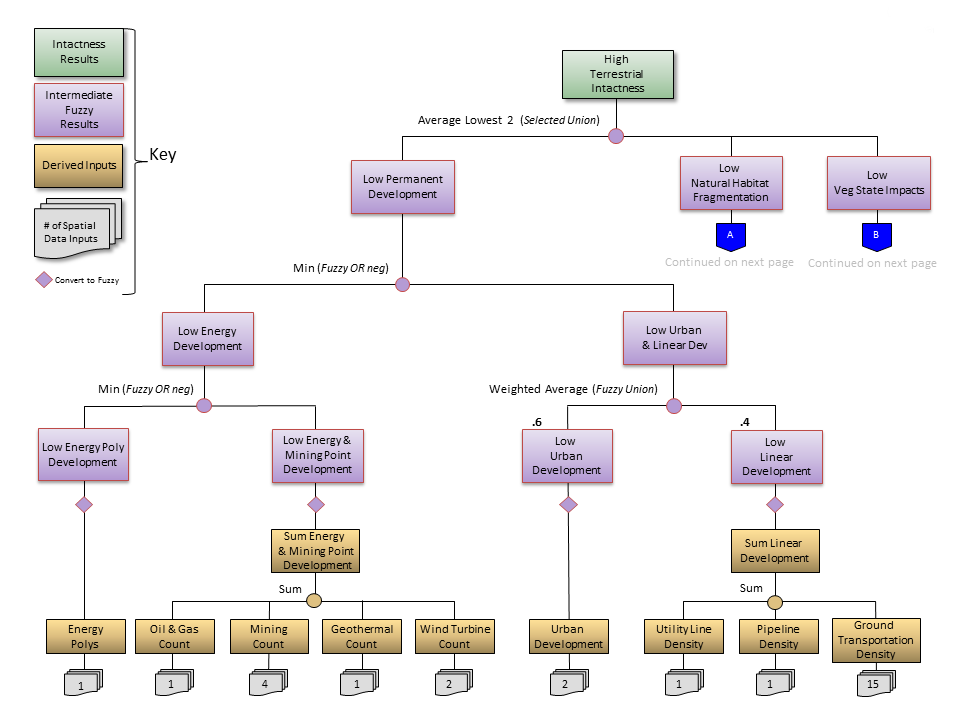 Intactness
Results
Intermediate
Fuzzy
Results
Derived Inputs
# of Spatial
Data Inputs
Convert to Fuzzy
Key
High
Terrestrial
Intactness
Average Lowest 2 (Selected Union)
Low Permanent
Development
Low
Natural Habitat
Fragmentation
Low
Veg State Impacts
A
B
Continued on next page
Continued on next page
Min (Fuzzy OR neg)
Low Energy
Development
Low Urban
& Linear Dev
Min (Fuzzy OR neg)
Weighted Average (Fuzzy Union)
.6
.4
Low Energy Poly
Development
Low Energy &
Mining Point
Development
Low
Urban
Development
Low
Linear
Development
Sum Energy
& Mining Point
Development
Sum Linear
Development
Sum
Sum
Energy
Polys
Oil & Gas
Count
Mining
Count
Geothermal
Count
Wind Turbine
Count
Urban
Development
Utility Line
Density
Pipeline
Density
Ground
Transportation
Density
1
1
4
1
2
2
1
1
15